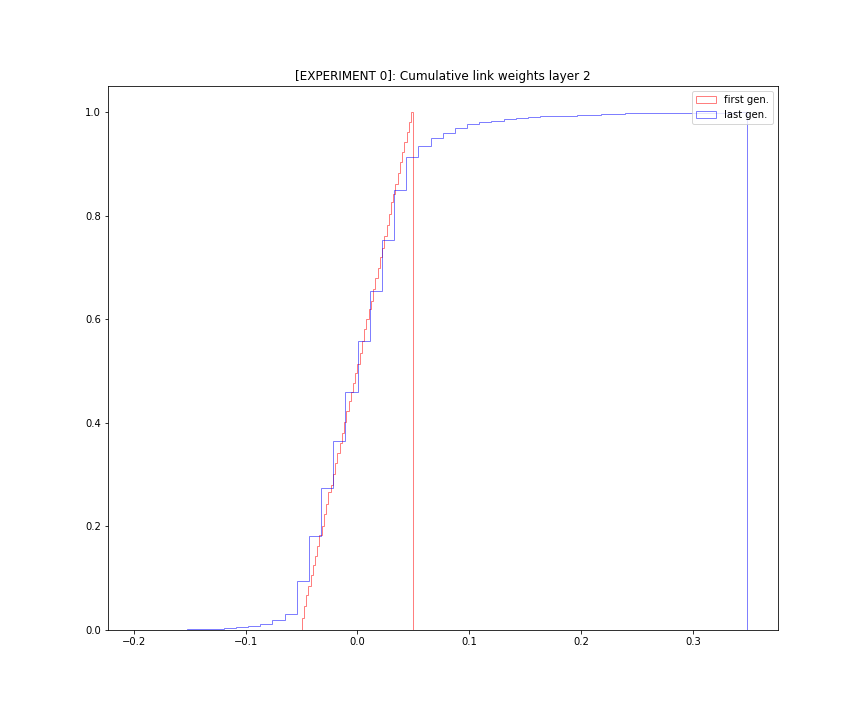 [EXPERIMENT 0]: Cumulative link weights layer 2
first gen.
last gen.
1.0
0.8
0.6
0.4
0.2
0.0
−0.2 −0.1 0.0 0.1 0.2 0.3